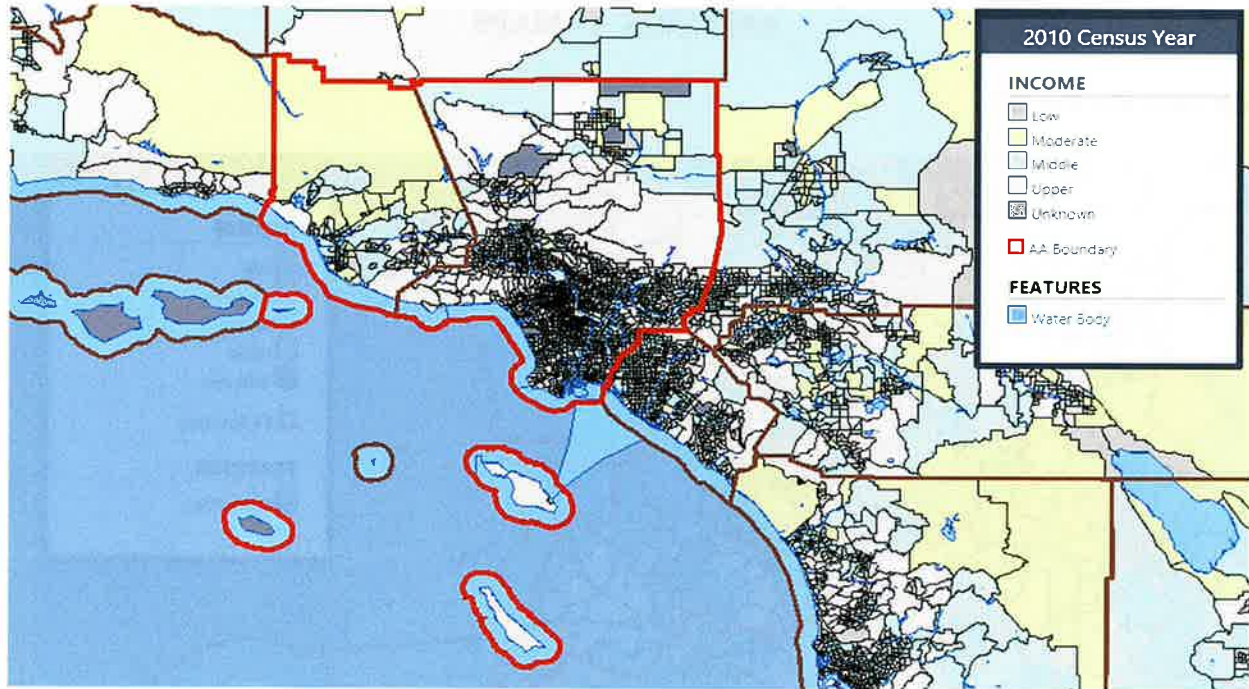 2010 Census Year
INCOME
Low
Moderate
Middle
Upper
Unknown
AA Boundary
FEATURES
Water Body